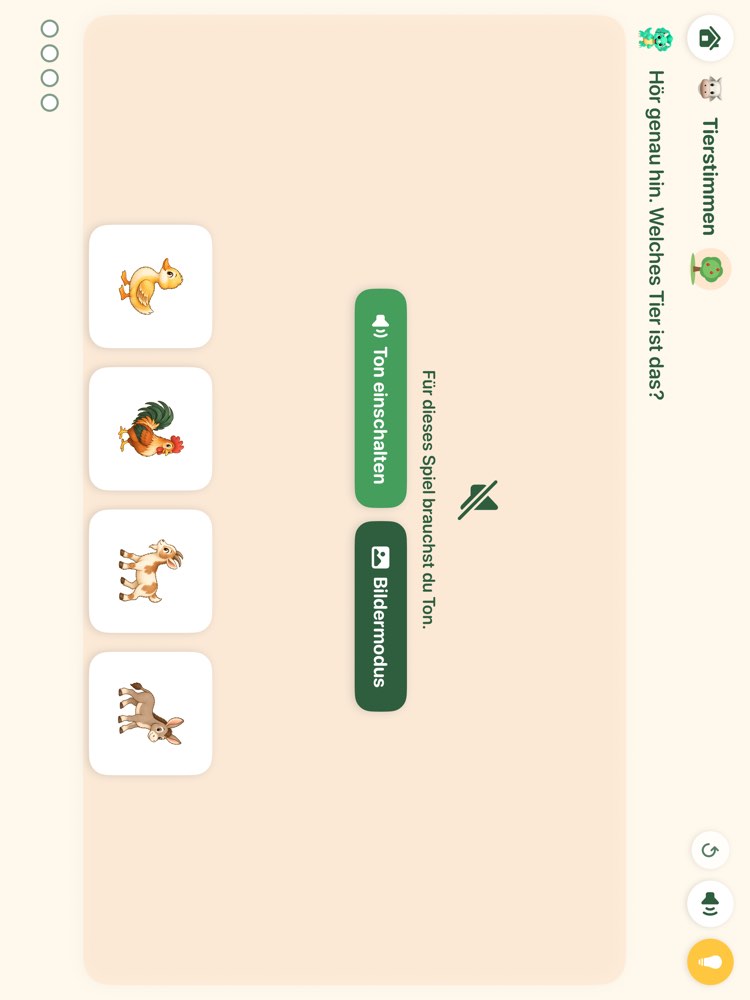 Tierstimmen
Hör genau hin. Welches Tier ist das?
Für dieses Spiel brauchst du Ton.
Ton einschalten
Bildermodus